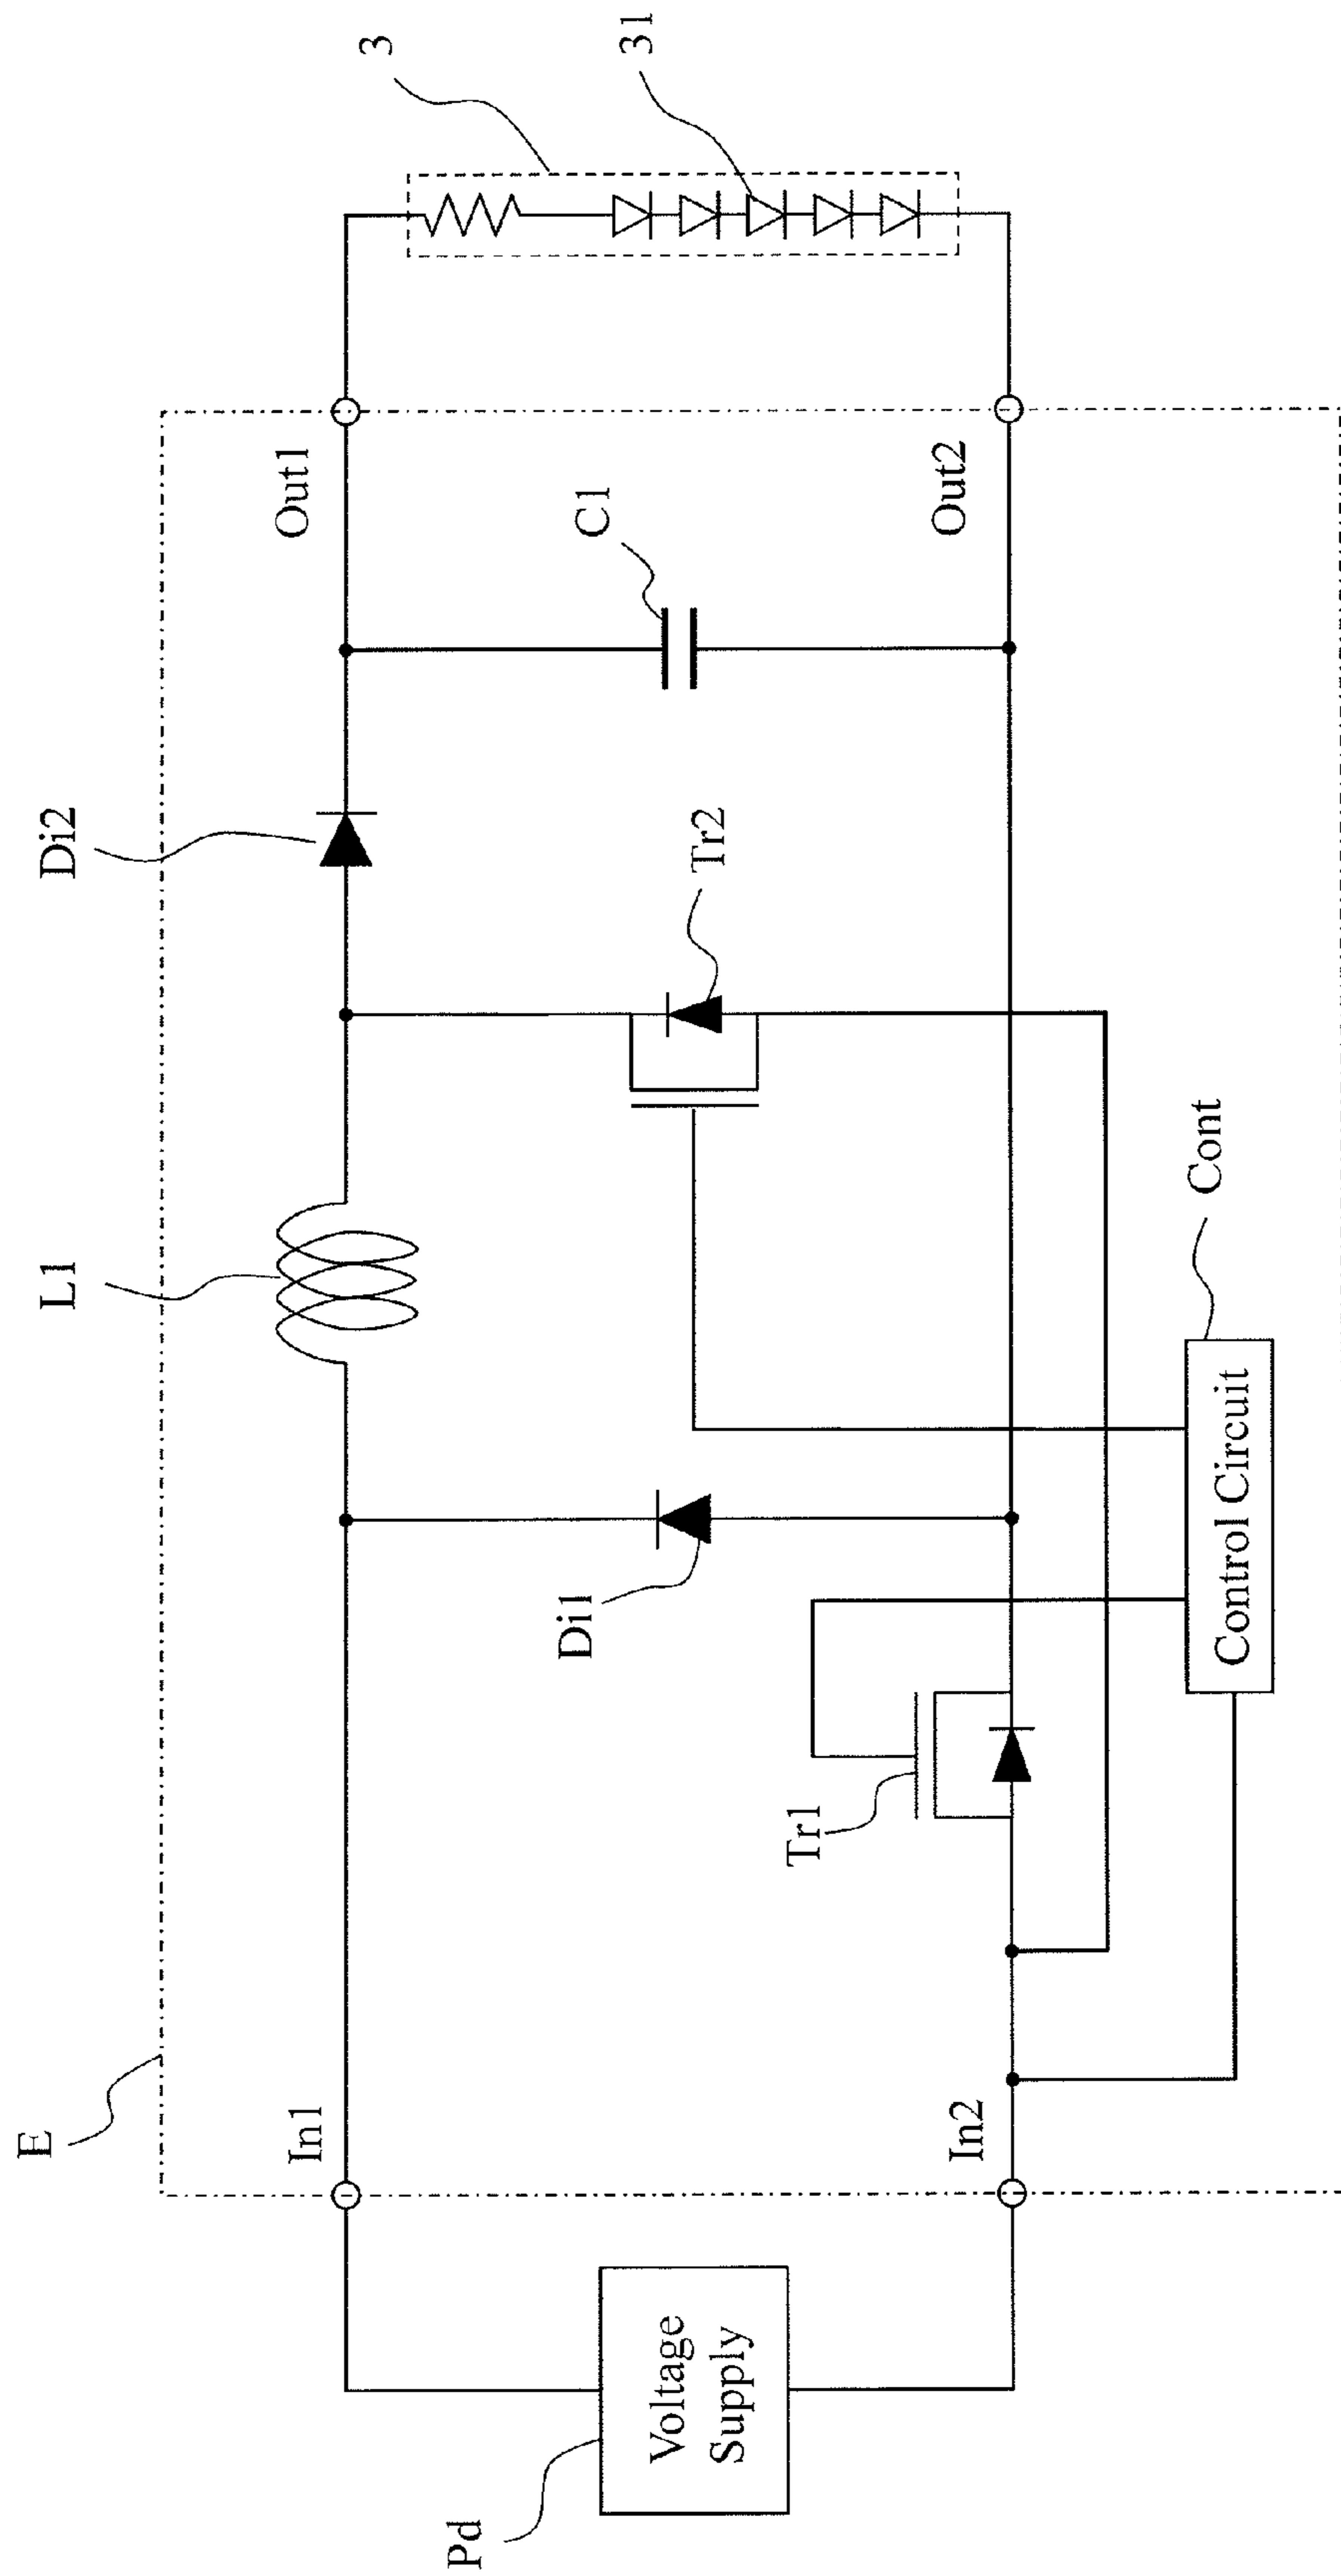 E
L1
Di2
3
31
In1
Out1
C1
Di1
Tr2
Pd
Voltage
Supply
Tr1
In2
Out2
Cont
Control Circuit